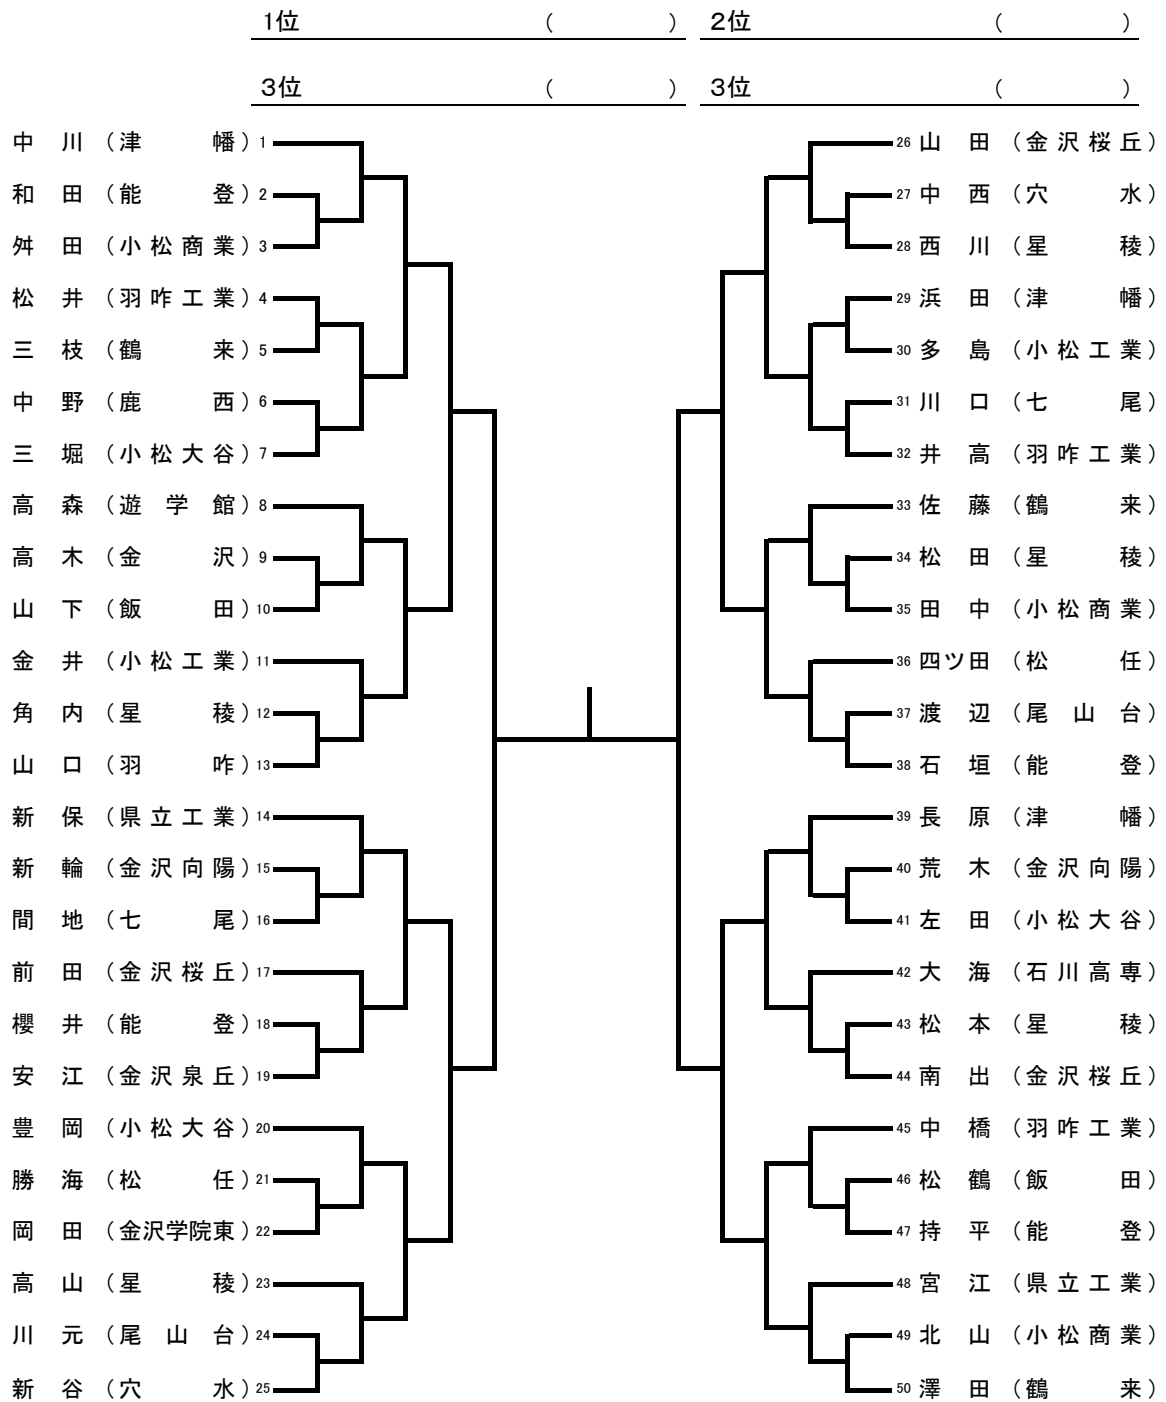 1位 ( )
2位 ( )
3位 ( )
3位 ( )
中川(津幡)1
和田(能登)2
舛田(小松商業)3
松井(羽咋工業)4
三枝(鶴来)5
中野(鹿西)6
三堀(小松大谷)7
高森(遊学館)8
高木(金沢)9
山下(飯田)10
金井(小松工業)11
角内(星稜)12
山口(羽咋)13
新保(県立工業)14
新輪(金沢向陽)15
間地(七尾)16
前田(金沢桜丘)17
櫻井(能登)18
安江(金沢泉丘)19
豊岡(小松大谷)20
勝海(松任)21
岡田(金沢学院東)22
高山(星稜)23
川元(尾山台)24
新谷(穴水)25
26 山田(金沢桜丘)
27 中西(穴水)
28 西川(星稜)
29 浜田(津幡)
30 多島(小松工業)
31 川口(七尾)
32 井高(羽咋工業)
33 佐藤(鶴来)
34 松田(星稜)
35 田中(小松商業)
36 四ツ田(松任)
37 渡辺(尾山台)
38 石垣(能登)
39 長原(津幡)
40 荒木(金沢向陽)
41 左田(小松大谷)
42 大海(石川高専)
43 松本(星稜)
44 南出(金沢桜丘)
45 中橋(羽咋工業)
46 松鶴(飯田)
47 持平(能登)
48 宮江(県立工業)
49 北山(小松商業)
50 澤田(鶴来)